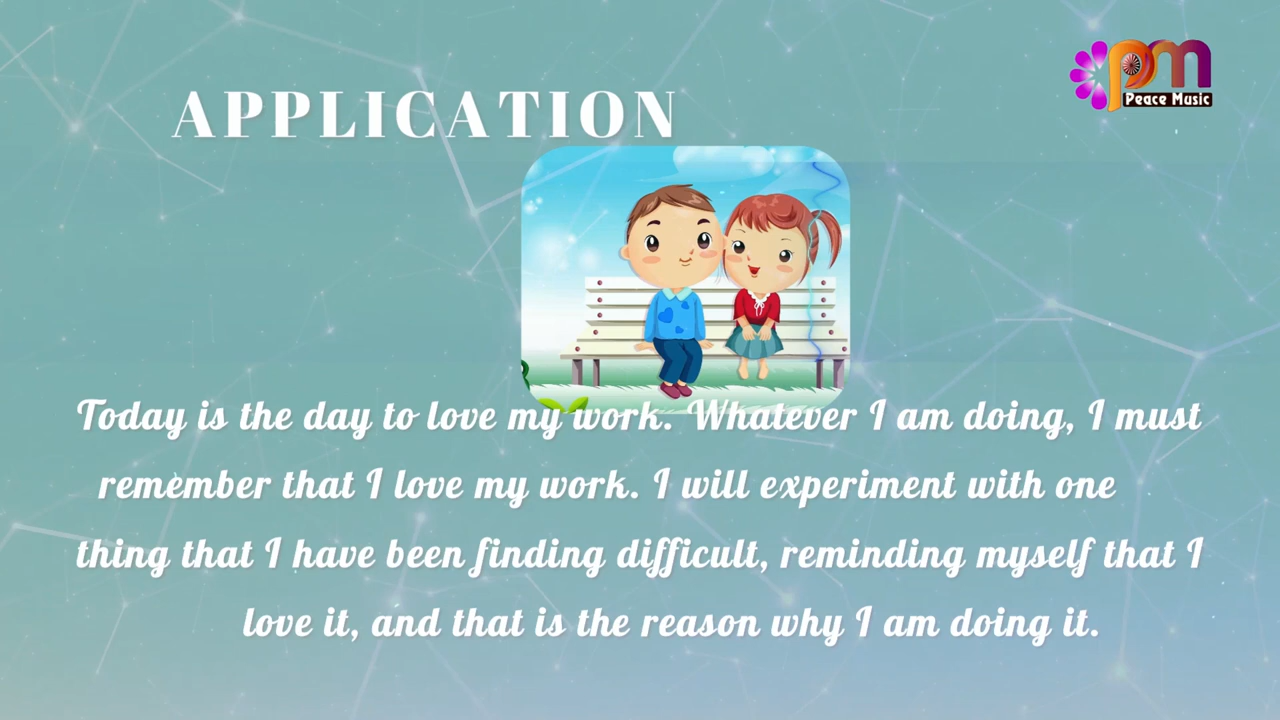 APPLICATION
pm
Peace Music
Today is the day to love my work. Whatever I am doing, I must
remember that I love my work. I will experiment with one
thing that I have been finding difficult, reminding myself that I
love it, and that is the reason why I am doing it.